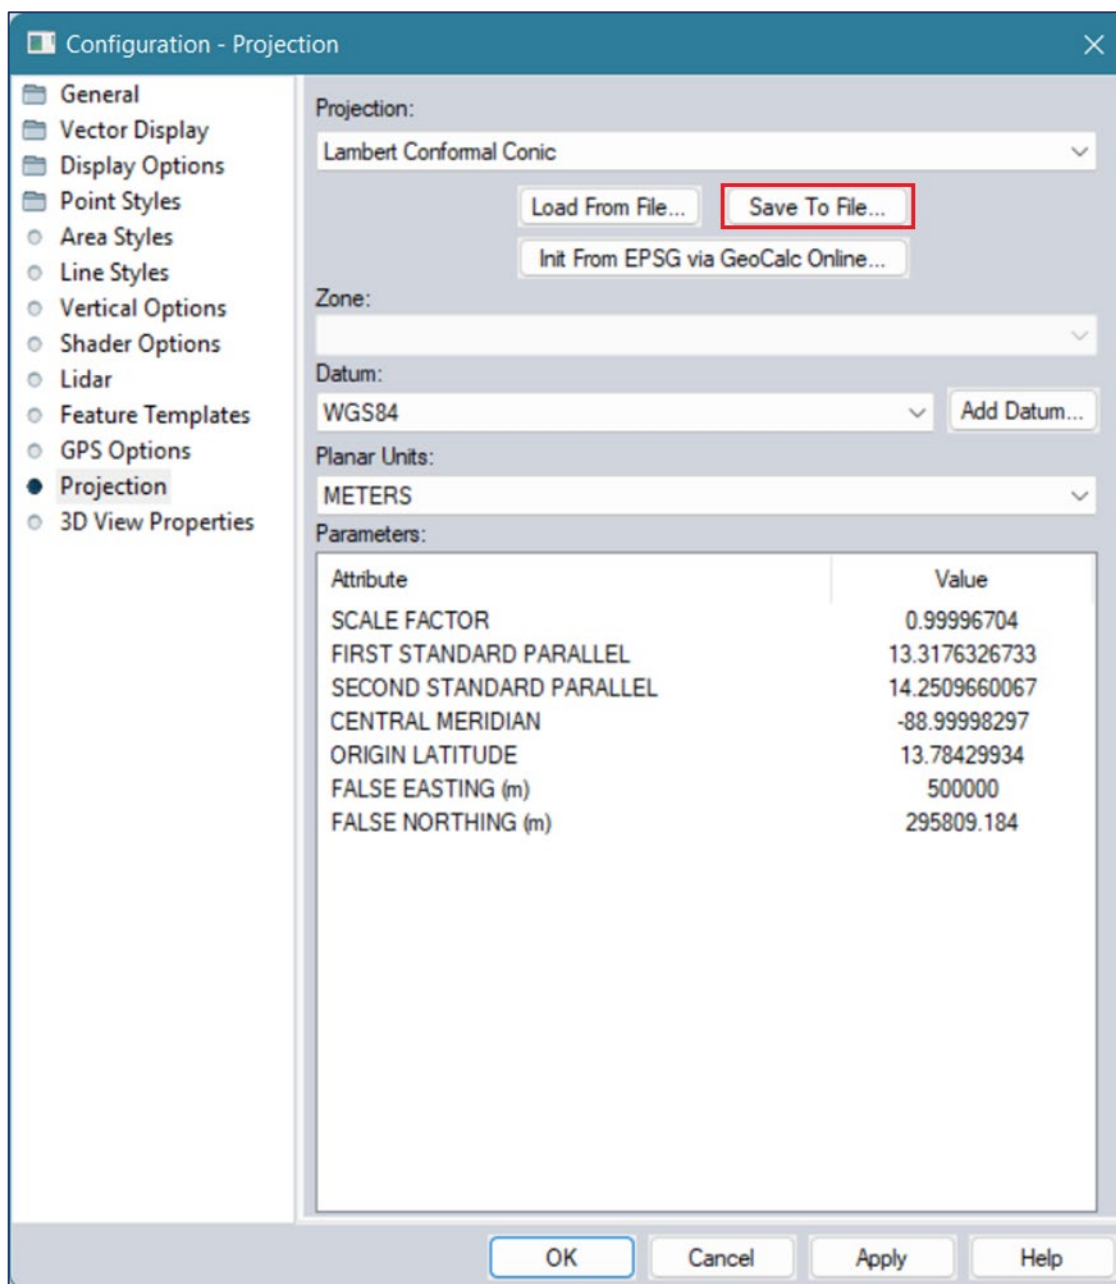 Configuration - Projection
General
Vector Display
Display Options
Point Styles
Area Styles
Line Styles
Vertical Options
Shader Options
Lidar
Feature Templates
GPS Options
Projection
3D View Properties
Projection:
Lambert Conformal Conic
Load From File... Save To File...
Init From EPSG via GeoCalc Online...
Zone:
Datum:
WGS84 Add Datum...
Planar Units:
METERS
Parameters:
Attribute Value
SCALE FACTOR 0.99996704
FIRST STANDARD PARALLEL 13.3176326733
SECOND STANDARD PARALLEL 14.2509660067
CENTRAL MERIDIAN -88.99998297
ORIGIN LATITUDE 13.78429934
FALSE EASTING (m) 500000
FALSE NORTHING (m) 295809.184
OK Cancel Apply Help